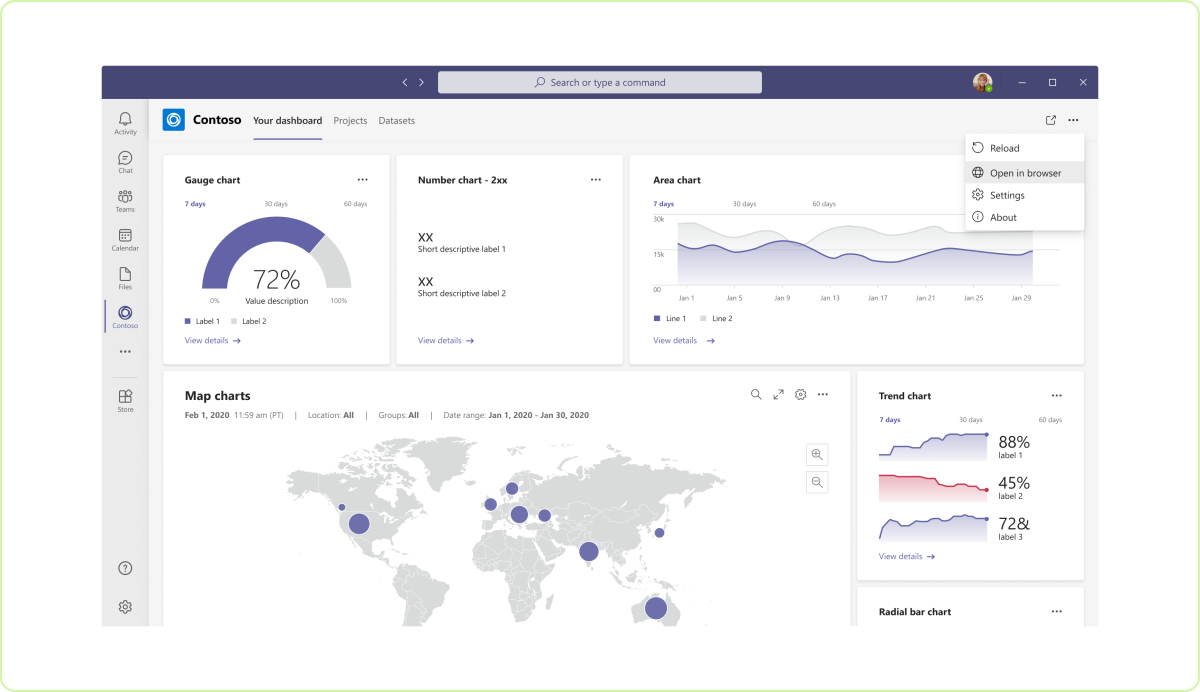 Search or type a command
Activity
Chat
Teams
Calendar
Files
Contoso
Store
Contoso Your dashboard Projects Datasets
Reload
Open in browser
Settings
About
Gauge chart
7 days 30 days 60 days
72%
0% Value description 100%
Label 1 Label 2
View details
Number chart - 2xx
XX
Short descriptive label 1
XX
Short descriptive label 2
View details
Area chart
7 days 30 days 60 days
30k
15k
00
Jan 1 Jan 5 Jan 9 Jan 13 Jan 17 Jan 21 Jan 25 Jan 29
Line 1 Line 2
View details
Map charts
Feb 1, 2020 11:59 am (PT) | Location: All | Groups: All | Date range: Jan 1, 2020 - Jan 30, 2020
Trend chart
7 days 30 days 60 days
88%
label 1
45%
label 2
72&
label 3
View details
Radial bar chart